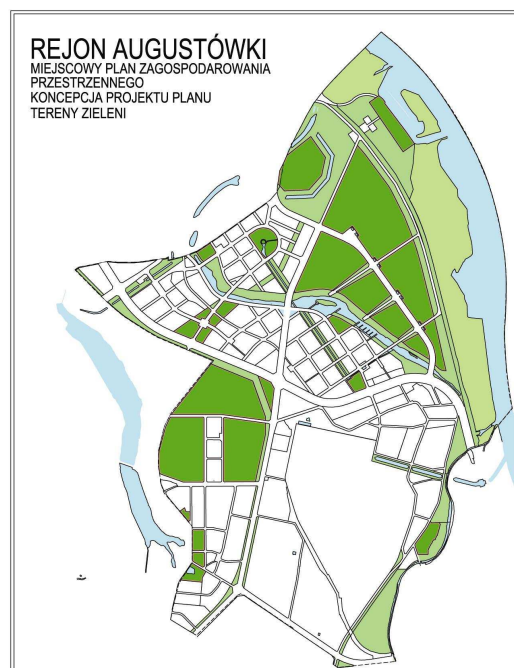 REJON AUGUSTÓWKI
MIEJSCOWY PLAN ZAGOSPODAROWANIA
PRZESTRZENNEGO
KONCEPCJA PROJEKTU PLANU
TERENY ZIELENI